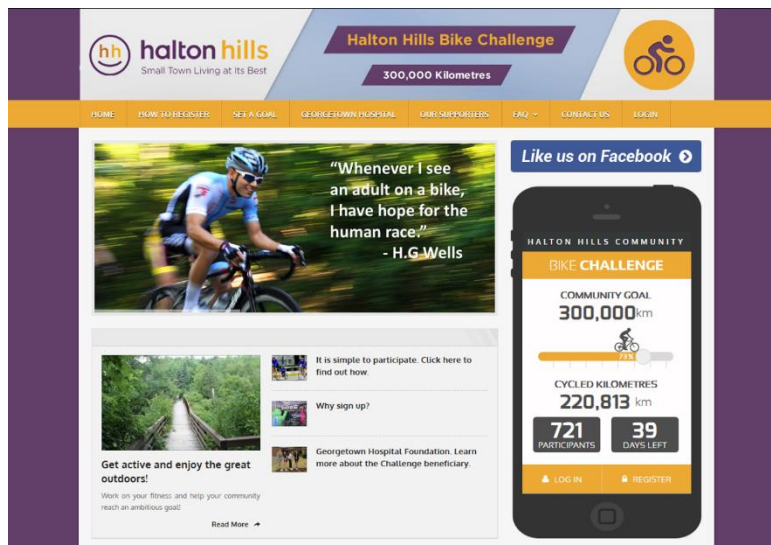 hh
halton hills
Small Town Living at Its Best
Halton Hills Bike Challenge
300,000 Kilometres
HOME HOW TO REGISTER SET A GOAL GEORGETOWN HOSPITAL OUR SUPPORTERS FAQ CONTACT US LOGIN
“Whenever I see
an adult on a bike,
I have hope for the
human race.”
- H.G Wells
Like us on Facebook
Get active and enjoy the great
outdoors!
Work on your fitness and help your community
reach an ambitious goal!
Read More
It is simple to participate. Click here to
find out how.
Why sign up?
Georgetown Hospital Foundation. Learn
more about the Challenge beneficiary.
HALTON HILLS COMMUNITY
BIKE CHALLENGE
COMMUNITY GOAL
300,000km
73%
CYCLED KILOMETRES
220,813 km
721
PARTICIPANTS
39
DAYS LEFT
LOG IN
REGISTER